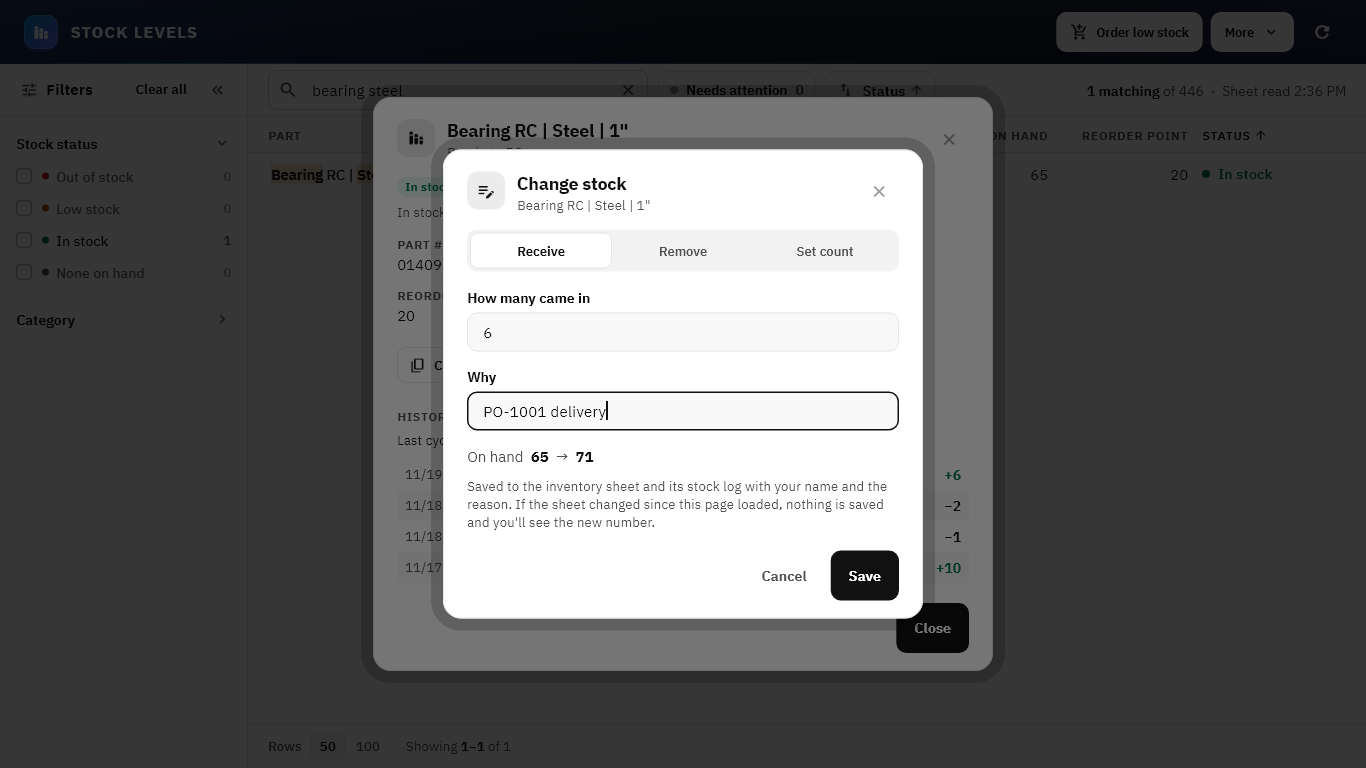 STOCK LEVELS
Order low stock
More
Filters
Clear all
bearing steel
Needs attention 0
Status ↑
1 matching of 446 · Sheet read 2:36 PM
Stock status
Out of stock 0
Low stock 0
In stock 1
None on hand 0
Category
PART
ON HAND
REORDER POINT
STATUS ↑
Bearing RC |
65
20
In stock
Bearing RC | Steel | 1"
In stock
PART #
01409
20
HISTOR
11/19 +6
11/18 −2
11/18 −1
11/17 +10
Close
Change stock
Bearing RC | Steel | 1"
Receive
Remove
Set count
How many came in
6
Why
PO-1001 delivery
On hand 65 → 71
Saved to the inventory sheet and its stock log with your name and the
reason. If the sheet changed since this page loaded, nothing is saved
and you'll see the new number.
Cancel
Save
Rows 50 100
Showing 1–1 of 1